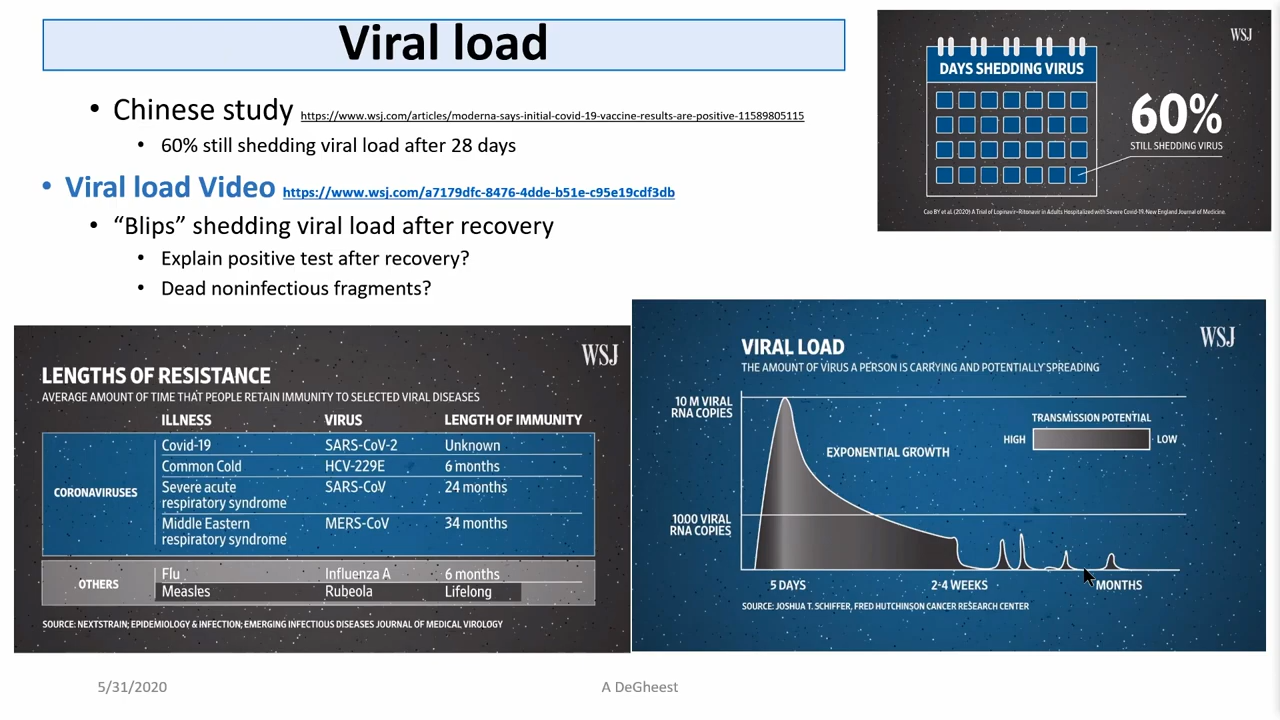 Viral load
• Chinese study https://www.wsj.com/articles/moderna-says-initial-covid-19-vaccine-results-are-positive-11589805115
• 60% still shedding viral load after 28 days
• Viral load Video https://www.wsj.com/a7179dfc-8476-4dde-b51e-c95e19cdf3db
• “Blips” shedding viral load after recovery
• Explain positive test after recovery?
• Dead noninfectious fragments?
WSJ
DAYS SHEDDING VIRUS
60%
STILL SHEDDING VIRUS
Cao BY et al. (2020) A Trial of Lopinavir-Ritonavir in Adults Hospitalized with Severe Covid-19. New England Journal of Medicine
WSJ
LENGTHS OF RESISTANCE
AVERAGE AMOUNT OF TIME THAT PEOPLE RETAIN IMMUNITY TO SELECTED VIRAL DISEASES
ILLNESS VIRUS LENGTH OF IMMUNITY
CORONAVIRUSES
Covid-19 SARS-CoV-2 Unknown
Common Cold HCV-229E 6 months
Severe acute SARS-CoV 24 months
respiratory syndrome
Middle Eastern MERS-CoV 34 months
respiratory syndrome
OTHERS
Flu Influenza A 6 months
Measles Rubeola Lifelong
SOURCE: NEXTSTRAIN; EPIDEMIOLOGY & INFECTION; EMERGING INFECTIOUS DISEASES JOURNAL OF MEDICAL VIROLOGY
WSJ
VIRAL LOAD
THE AMOUNT OF VIRUS A PERSON IS CARRYING AND POTENTIALLY SPREADING
10 M VIRAL
RNA COPIES
TRANSMISSION POTENTIAL
HIGH LOW
EXPONENTIAL GROWTH
1000 VIRAL
RNA COPIES
5 DAYS 2-4 WEEKS MONTHS
SOURCE: JOSHUA T. SCHIFFER, FRED HUTCHINSON CANCER RESEARCH CENTER
5/31/2020 A DeGheest